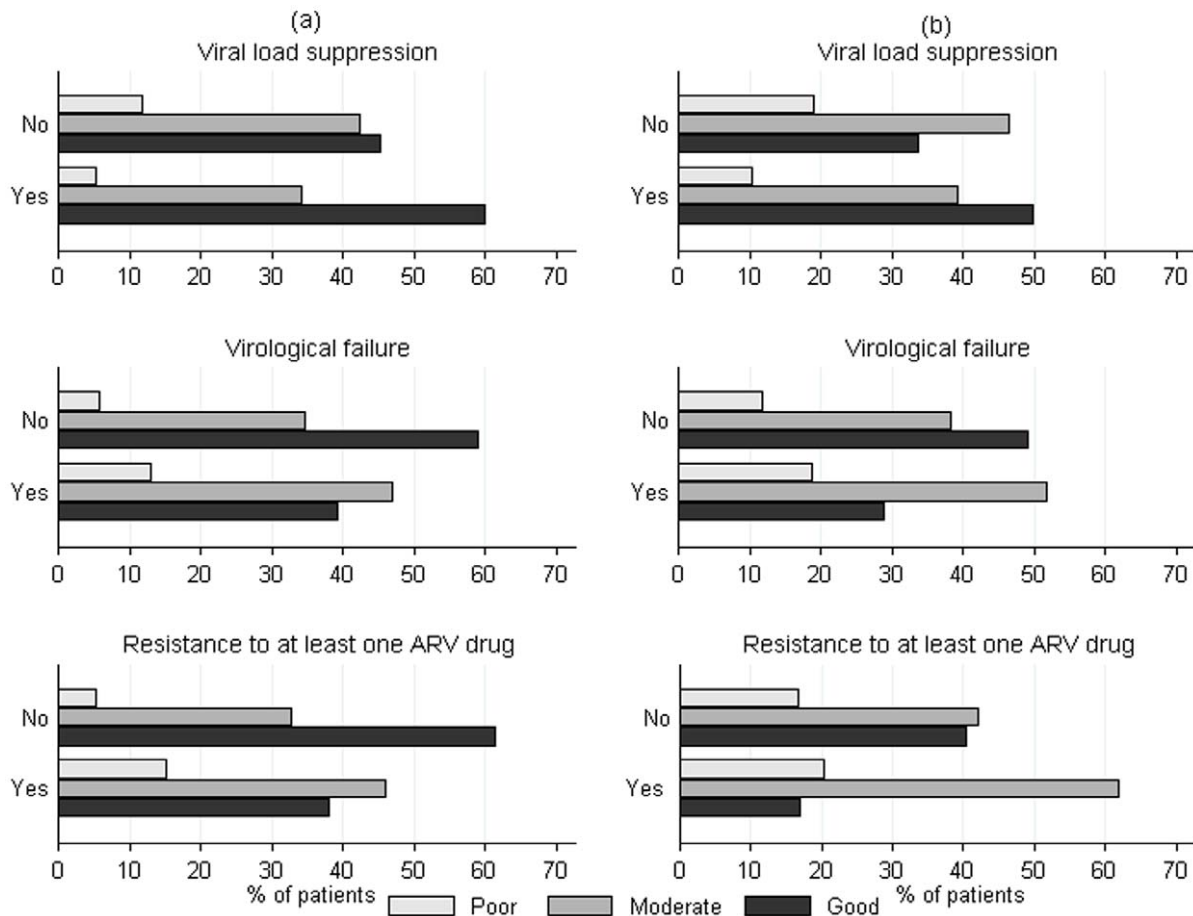 (a)
Viral load suppression
No
Yes
0 10 20 30 40 50 60 70
Virological failure
No
Yes
0 10 20 30 40 50 60 70
Resistance to at least one ARV drug
No
Yes
0 10 20 30 40 50 60 70
% of patients
(b)
Viral load suppression
No
Yes
0 10 20 30 40 50 60 70
Virological failure
No
Yes
0 10 20 30 40 50 60 70
Resistance to at least one ARV drug
No
Yes
0 10 20 30 40 50 60 70
% of patients
Poor Moderate Good